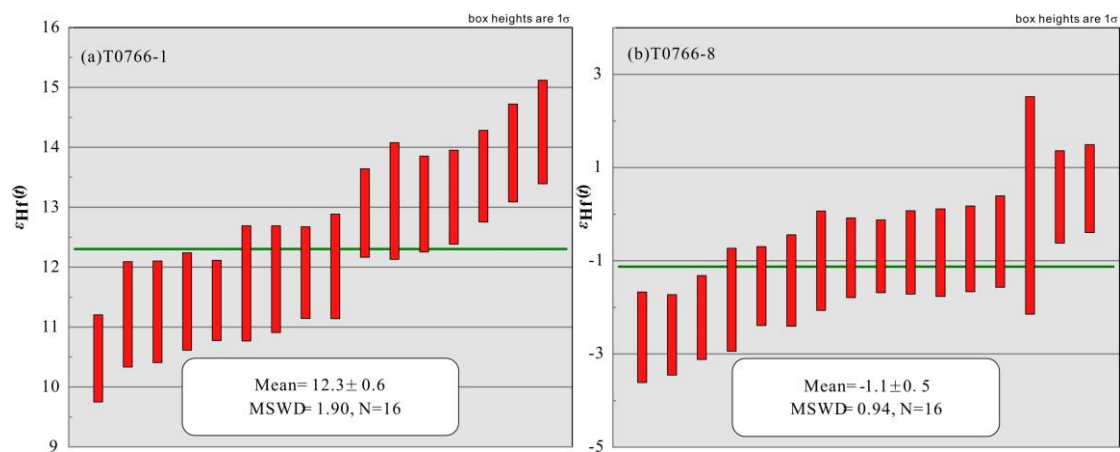 box heights are 1σ
(a)T0766-1
16
15
14
13
12
11
10
9
εHf(t)
Mean= 12.3± 0.6
MSWD= 1.90, N=16
box heights are 1σ
(b)T0766-8
3
1
-1
-3
-5
εHf(t)
Mean= -1.1±0. 5
MSWD= 0.94, N=16